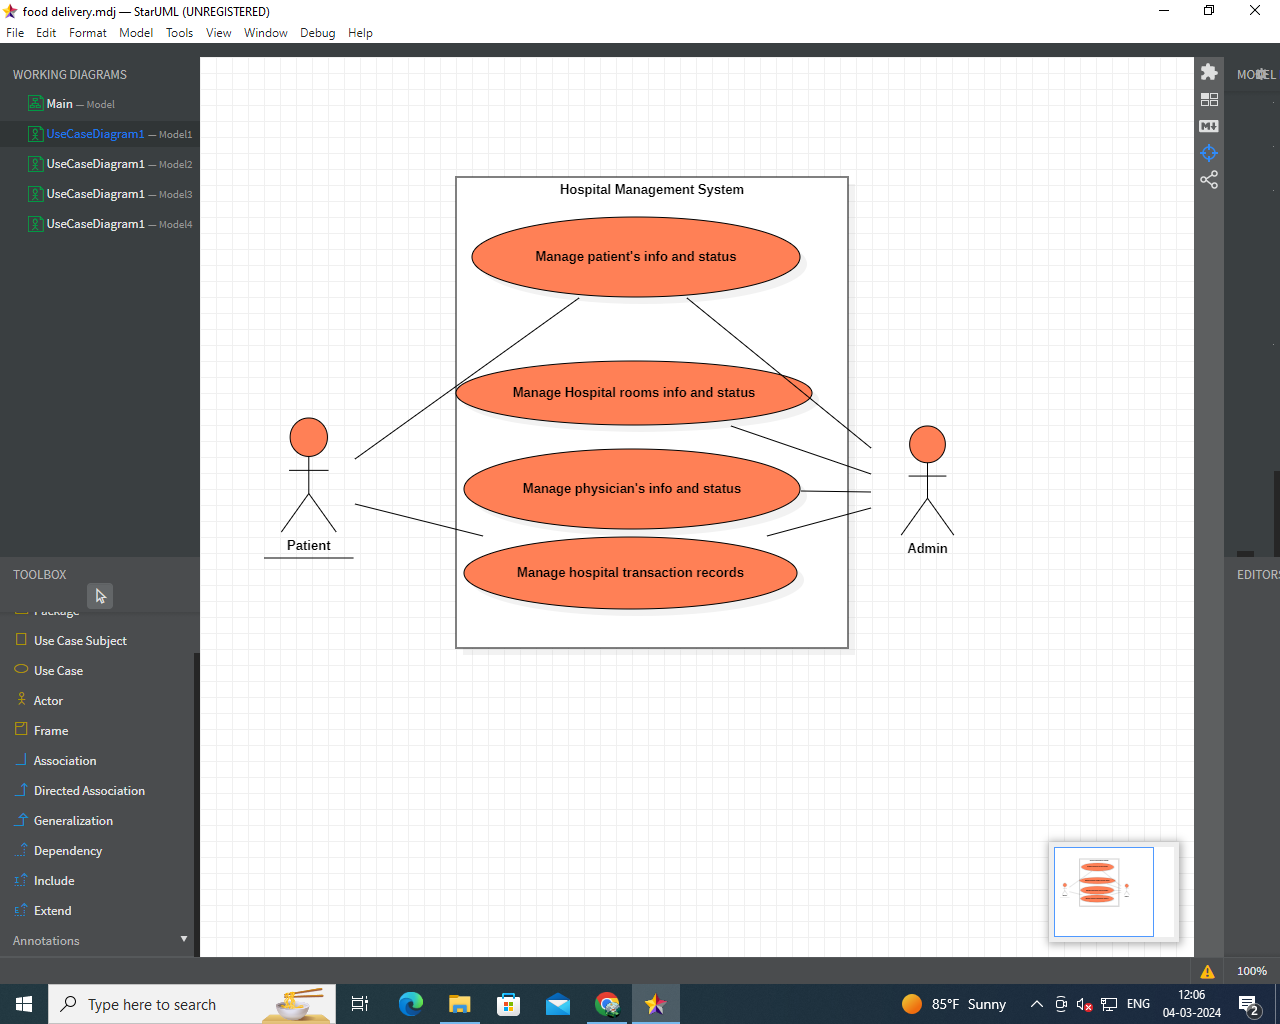 food delivery.mdj — StarUML (UNREGISTERED)
File Edit Format Model Tools View Window Debug Help
WORKING DIAGRAMS
Main — Model
UseCaseDiagram1 — Model1
UseCaseDiagram1 — Model2
UseCaseDiagram1 — Model3
UseCaseDiagram1 — Model4
TOOLBOX
Package
Use Case Subject
Use Case
Actor
Frame
Association
Directed Association
Generalization
Dependency
Include
Extend
Annotations
Hospital Management System
Manage patient's info and status
Manage Hospital rooms info and status
Manage physician's info and status
Manage hospital transaction records
Patient
Admin
M
EDITORS
100%
Type here to search
85°F Sunny
ENG
12:06
04-03-2024
2